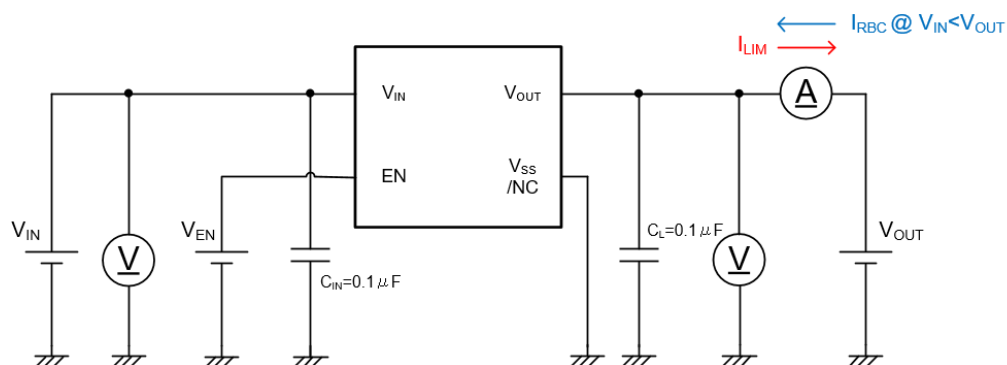 I_RBC @ V_IN<V_OUT
I_LIM
V_IN
V_OUT
A
EN
V_SS
/NC
V_IN
V
V_EN
C_IN=0.1μF
C_L=0.1μF
V
V_OUT